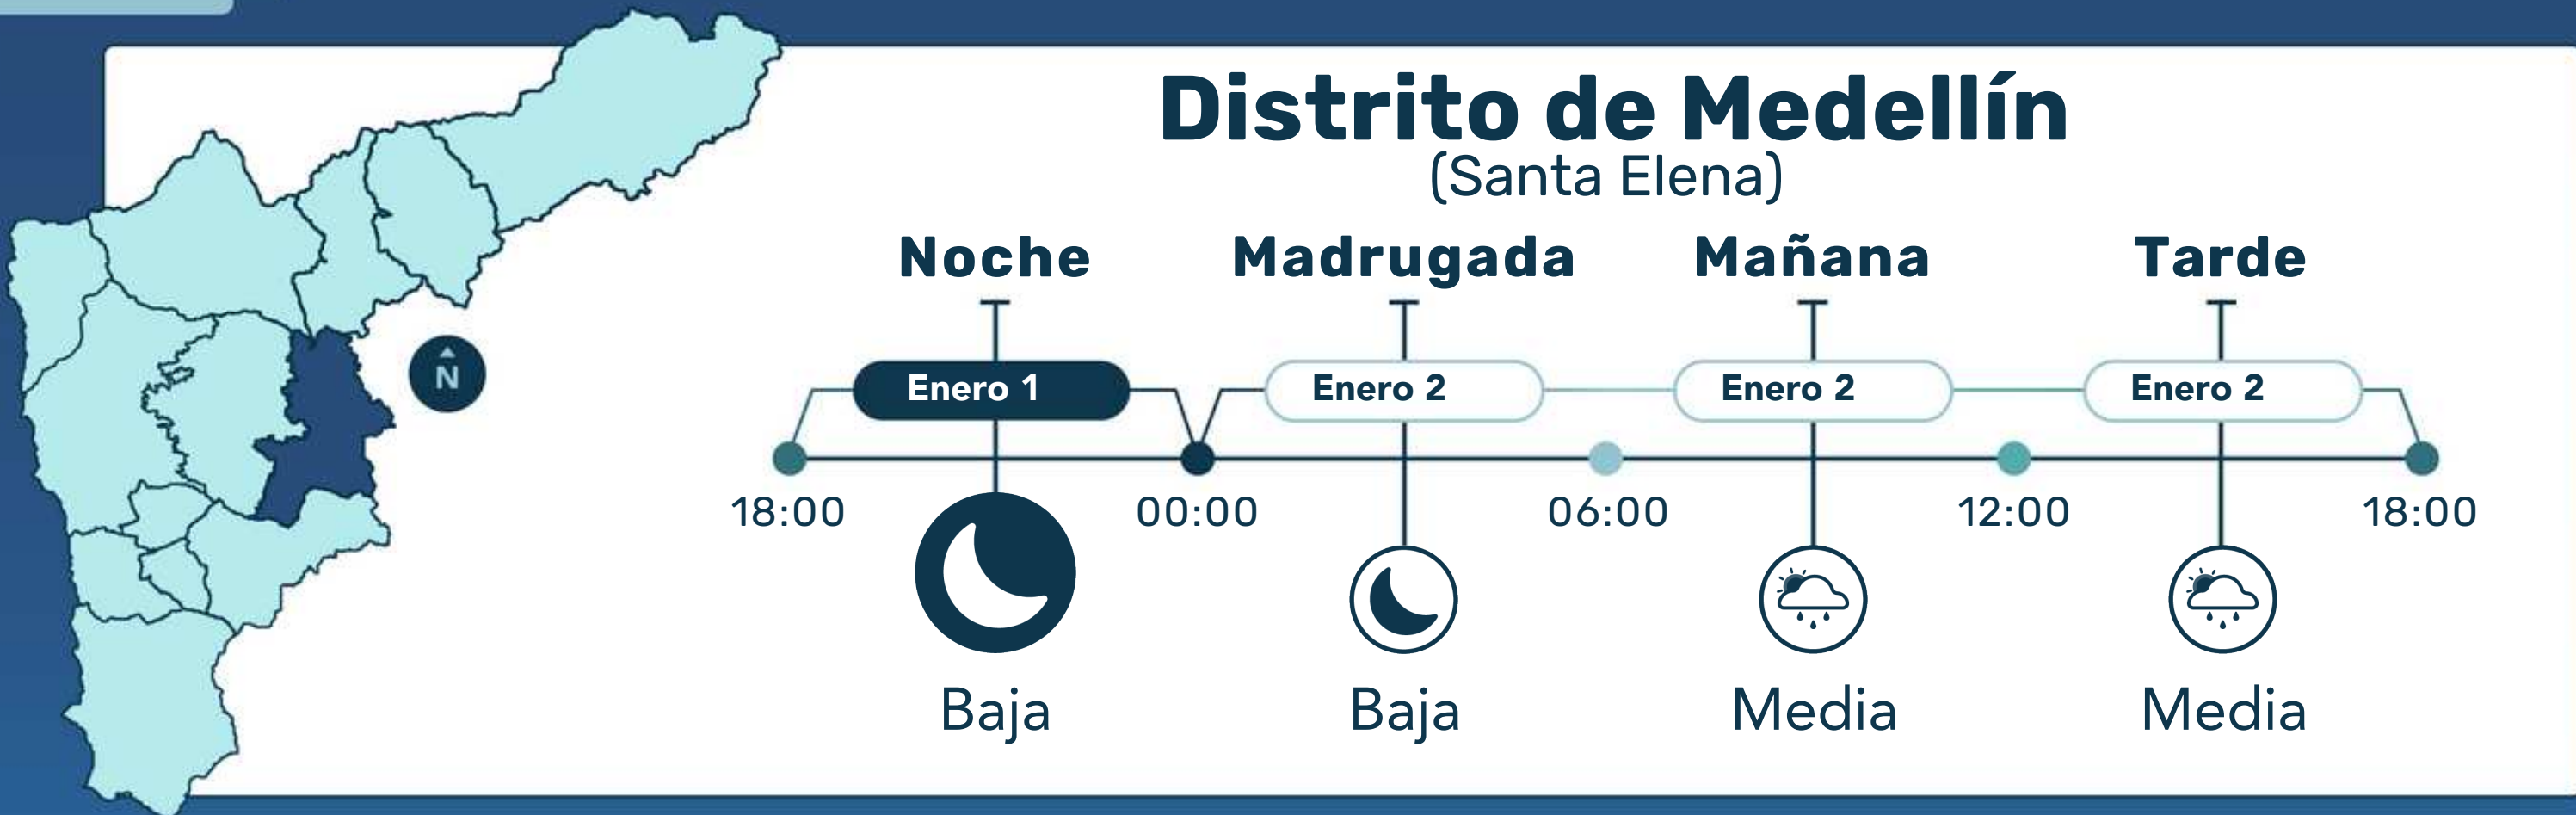 Distrito de Medellín
(Santa Elena)
Noche Madrugada Mañana Tarde
N
Enero 1 Enero 2 Enero 2 Enero 2
18:00 00:00 06:00 12:00 18:00
Baja Baja Media Media